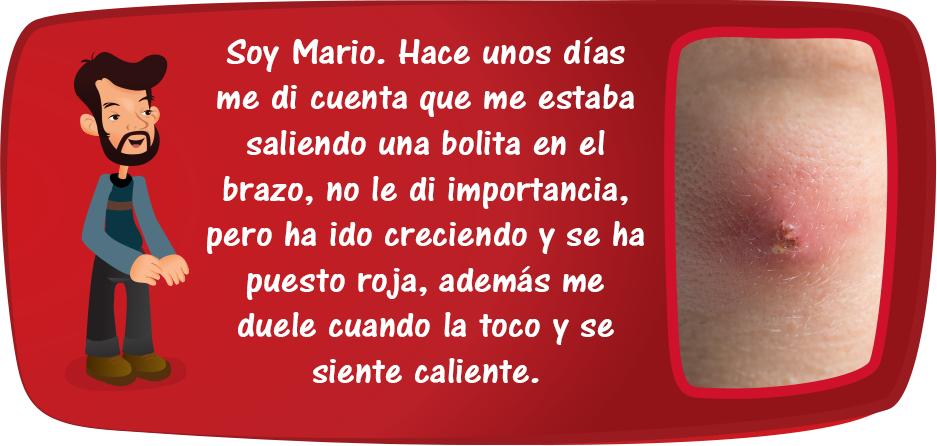 Soy Mario. Hace unos días
me di cuenta que me estaba
saliendo una bolita en el
brazo, no le di importancia,
pero ha ido creciendo y se ha
puesto roja, además me
duele cuando la toco y se
siente caliente.